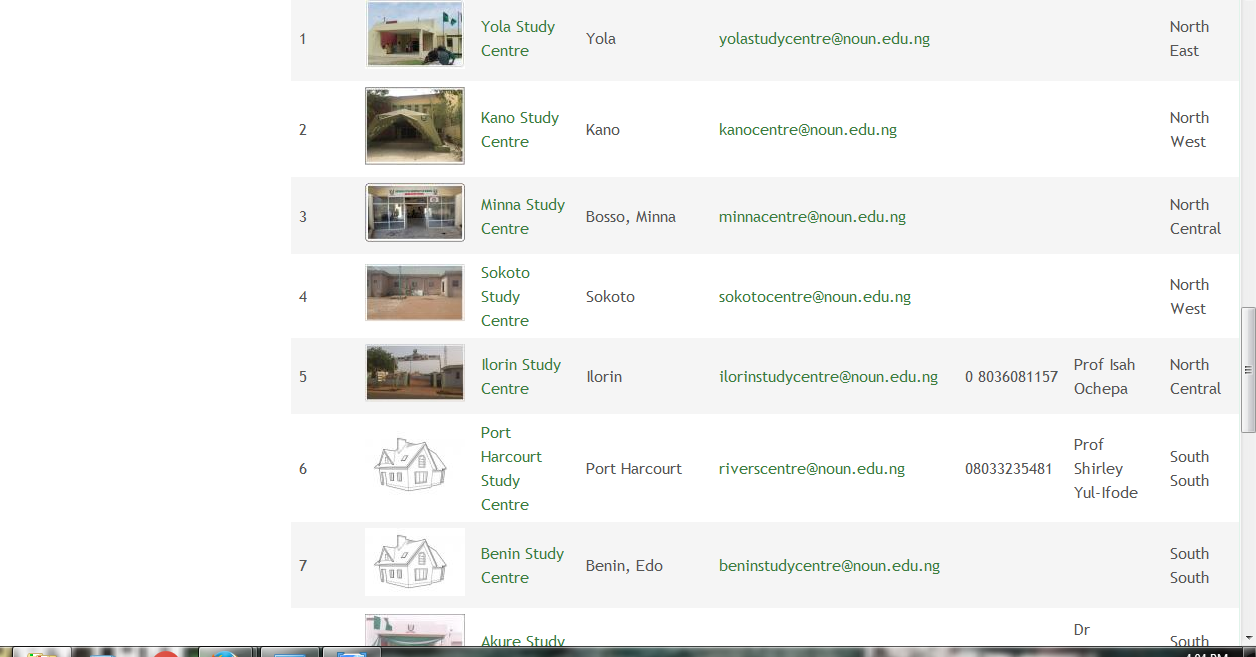 1
Yola Study
Centre
Yola
yolastudycentre@noun.edu.ng
North
East
2
Kano Study
Centre
Kano
kanocentre@noun.edu.ng
North
West
3
Minna Study
Centre
Bosso, Minna
minnacentre@noun.edu.ng
North
Central
4
Sokoto
Study
Centre
Sokoto
sokotocentre@noun.edu.ng
North
West
5
Ilorin Study
Centre
Ilorin
ilorinstudycentre@noun.edu.ng
0 8036081157
Prof Isah
Ochepa
North
Central
6
Port
Harcourt
Study
Centre
Port Harcourt
riverscentre@noun.edu.ng
08033235481
Prof
Shirley
Yul-Ifode
South
South
7
Benin Study
Centre
Benin, Edo
beninstudycentre@noun.edu.ng
South
South
Akure Study
Dr
South